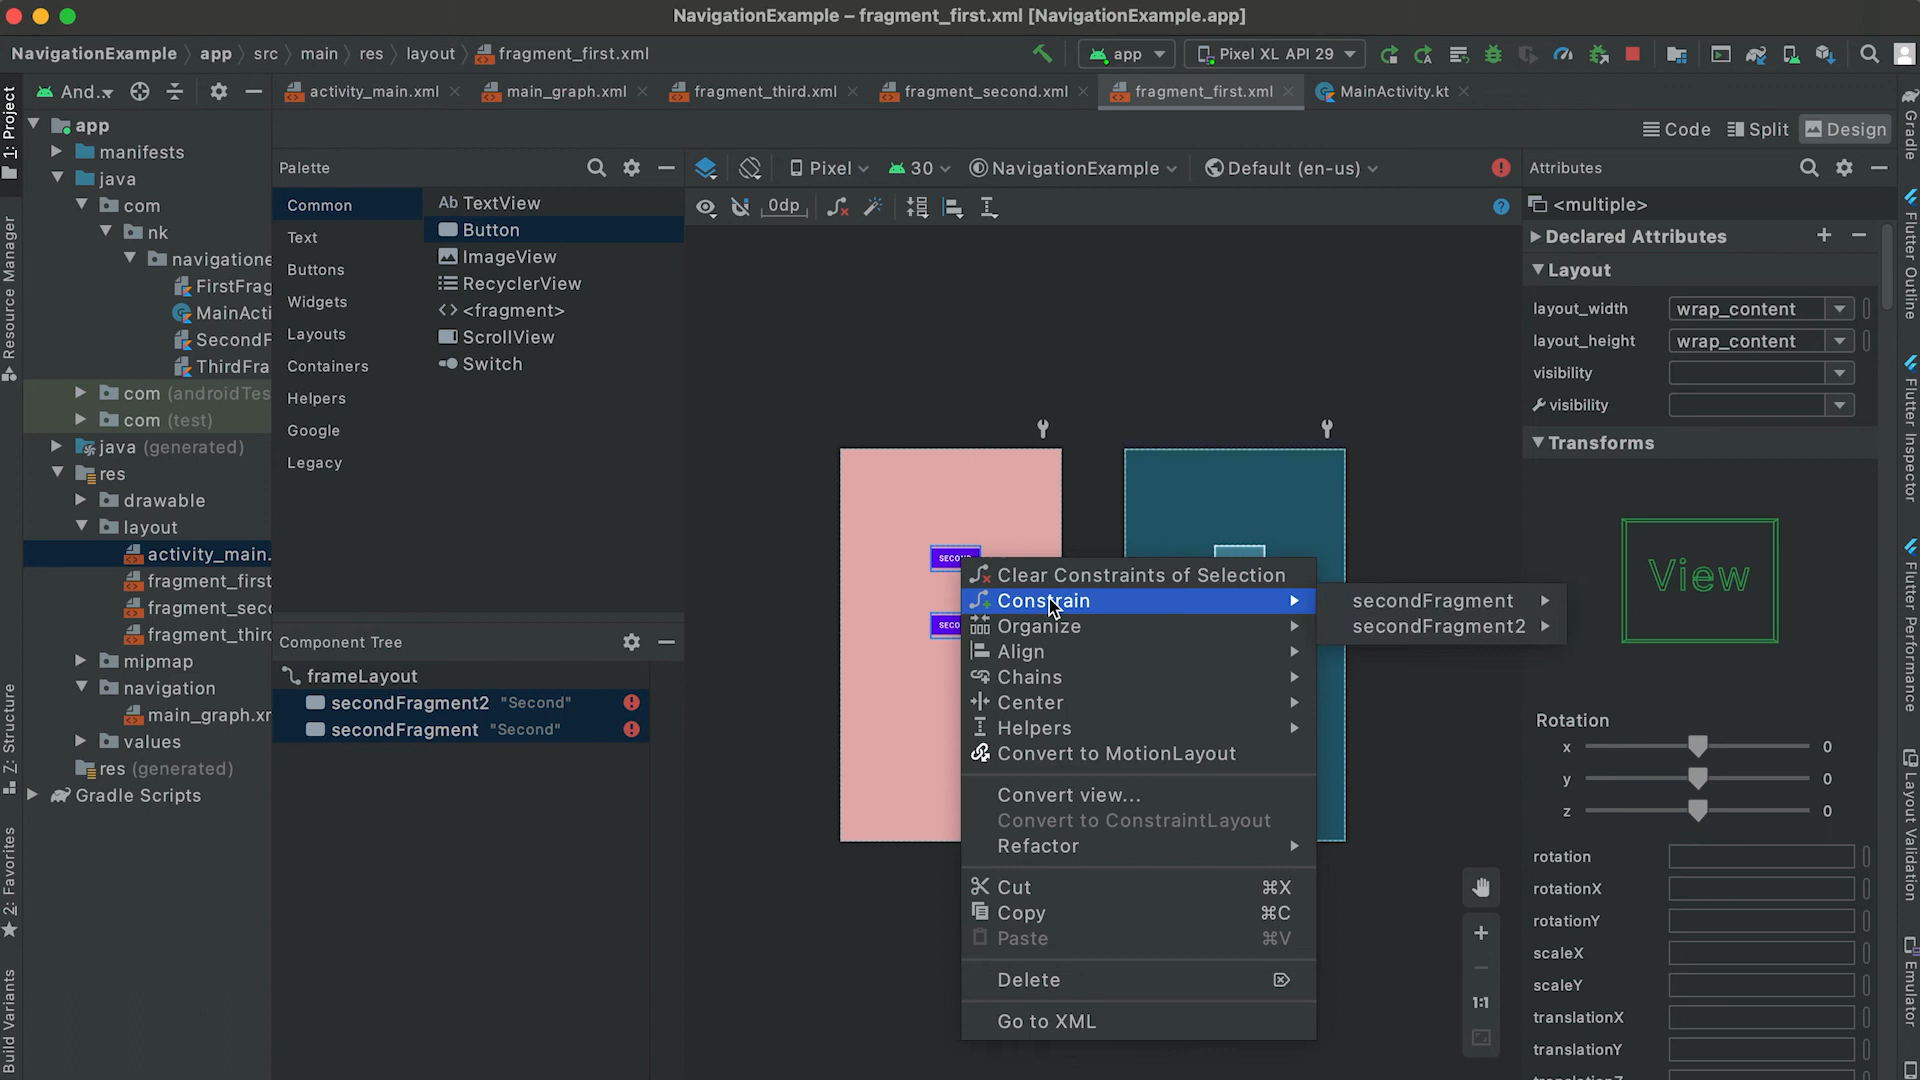 NavigationExample – fragment_first.xml [NavigationExample.app]
NavigationExample app src main res layout fragment_first.xml
app
Pixel XL API 29
And..
activity_main.xml
main_graph.xml
fragment_third.xml
fragment_second.xml
fragment_first.xml
MainActivity.kt
Code
Split
Design
1: Project
Resource Manager
Z: Structure
2: Favorites
Build Variants
app
manifests
java
com
nk
navigatione
FirstFrag
MainActi
SecondF
ThirdFra
com (androidTes
com (test)
java (generated)
res
drawable
layout
activity_main.
fragment_first
fragment_seco
fragment_third
mipmap
navigation
main_graph.xr
values
res (generated)
Gradle Scripts
Palette
Common
Text
Buttons
Widgets
Layouts
Containers
Helpers
Google
Legacy
Ab TextView
Button
ImageView
RecyclerView
<fragment>
ScrollView
Switch
Component Tree
frameLayout
secondFragment2 "Second"
secondFragment "Second"
Pixel
30
NavigationExample
Default (en-us)
0dp
SECOND
SECO
Clear Constraints of Selection
Constrain
Organize
Align
Chains
Center
Helpers
Convert to MotionLayout
Convert view...
Convert to ConstraintLayout
Refactor
Cut ⌘X
Copy ⌘C
Paste ⌘V
Delete
Go to XML
secondFragment
secondFragment2
1:1
Attributes
<multiple>
Declared Attributes
Layout
layout_width wrap_content
layout_height wrap_content
visibility
visibility
Transforms
View
Rotation
x 0
y 0
z 0
rotation
rotationX
rotationY
scaleX
scaleY
translationX
translationY
Gradle
Flutter Outline
Flutter Inspector
Flutter Performance
Layout Validation
Emulator